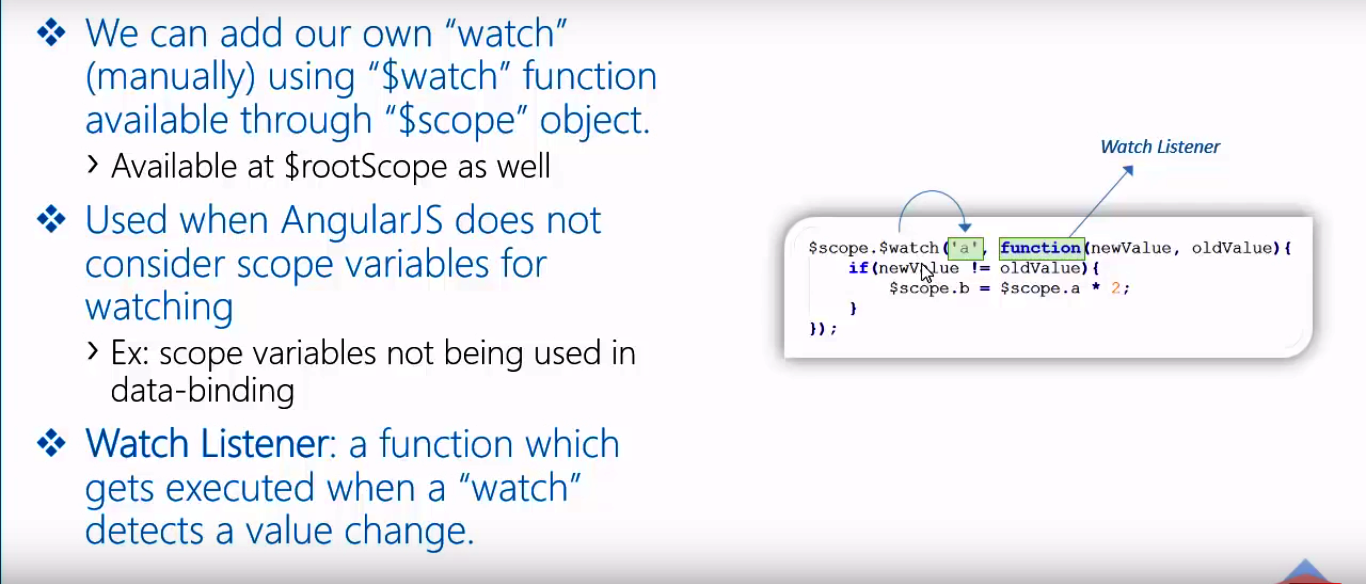 We can add our own “watch”
(manually) using “$watch” function
available through “$scope” object.
› Available at $rootScope as well
Used when AngularJS does not
consider scope variables for
watching
› Ex: scope variables not being used in
data-binding
Watch Listener: a function which
gets executed when a “watch”
detects a value change.
Watch Listener
$scope.$watch('a', function(newValue, oldValue){
if(newValue != oldValue){
$scope.b = $scope.a * 2;
}
});